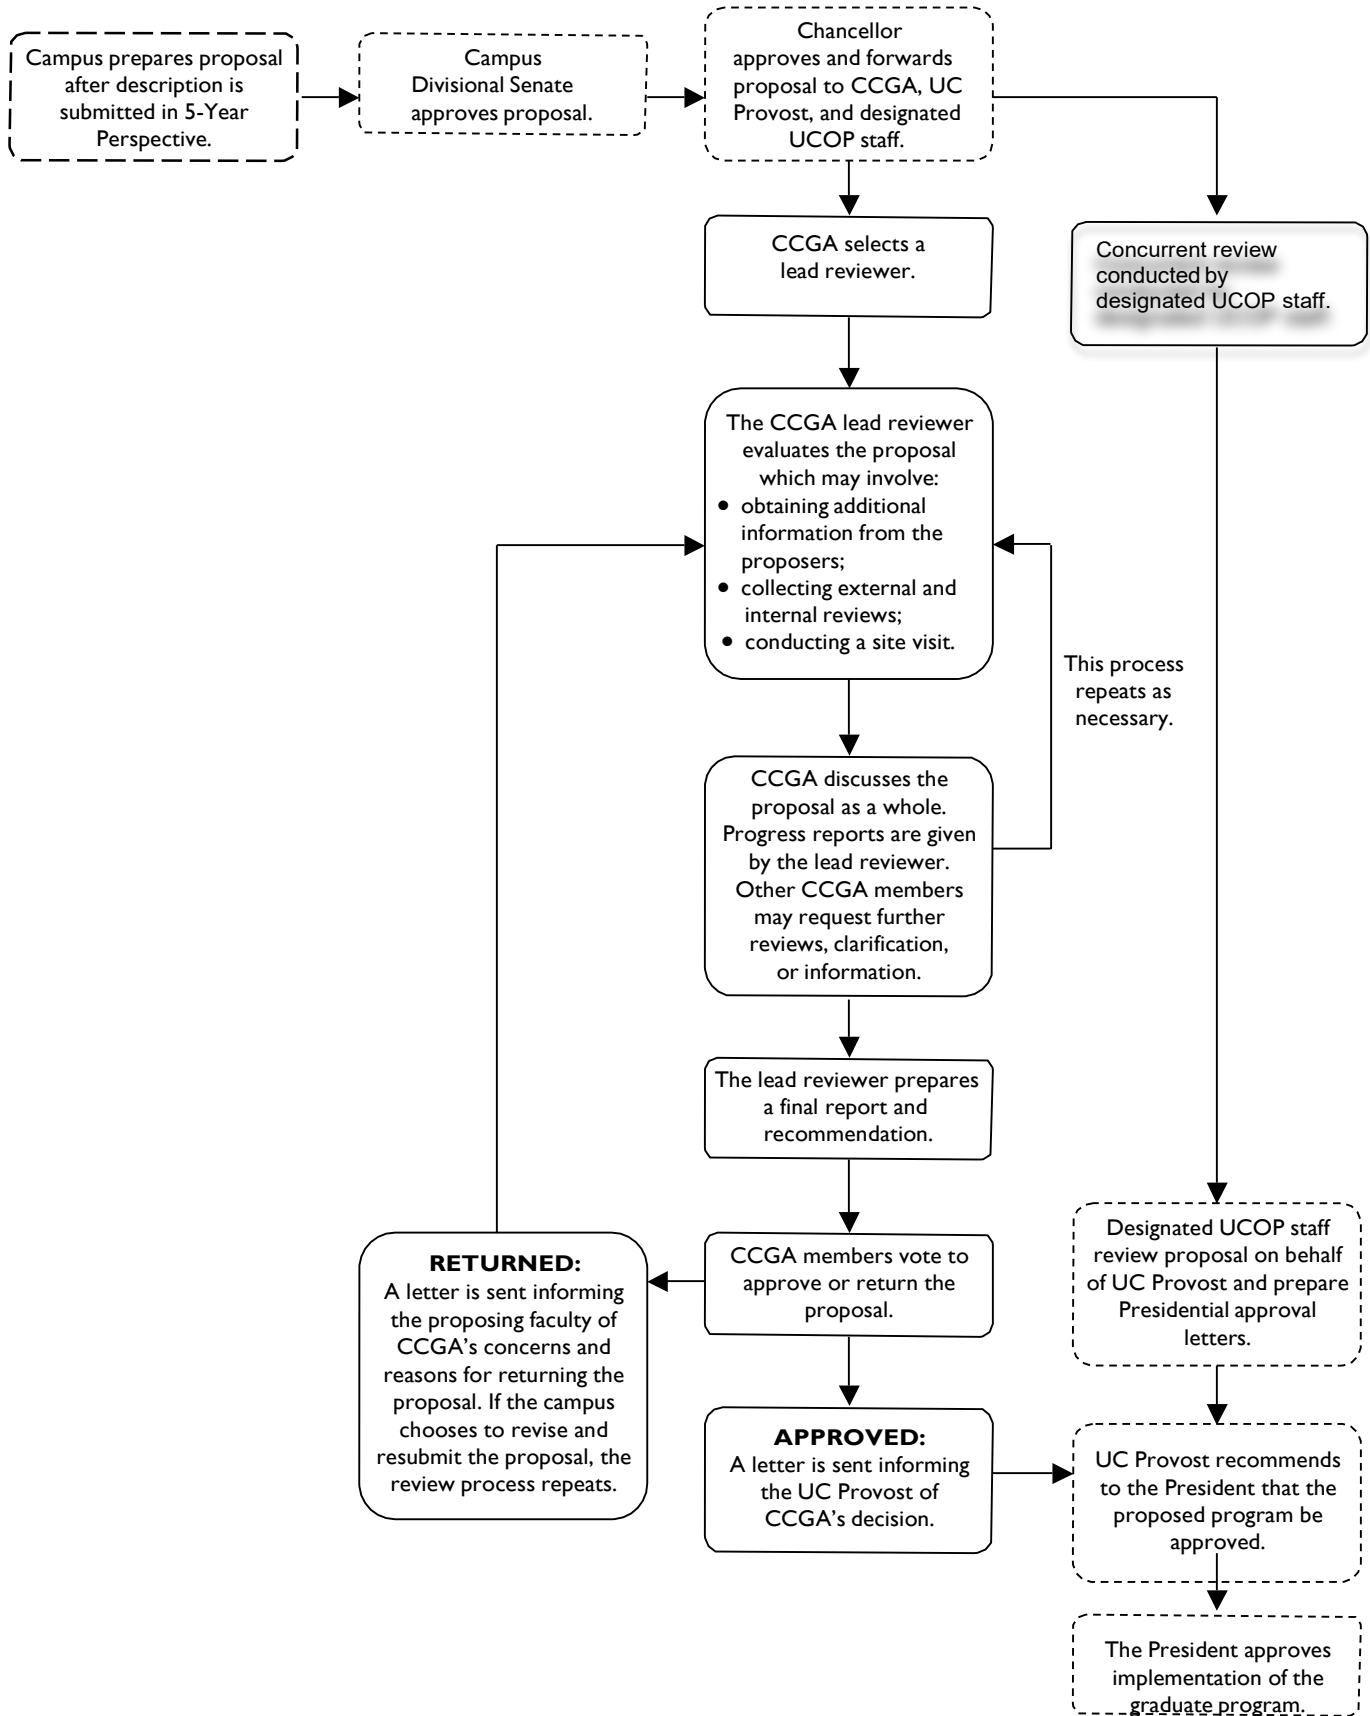 Campus prepares proposal
after description is
submitted in 5-Year
Perspective.
Campus
Divisional Senate
approves proposal.
Chancellor
approves and forwards
proposal to CCGA, UC
Provost, and designated
UCOP staff.
CCGA selects a
lead reviewer.
Concurrent review
conducted by
designated UCOP staff.
The CCGA lead reviewer
evaluates the proposal
which may involve:
• obtaining additional
information from the
proposers;
• collecting external and
internal reviews;
• conducting a site visit.
This process
repeats as
necessary.
CCGA discusses the
proposal as a whole.
Progress reports are given
by the lead reviewer.
Other CCGA members
may request further
reviews, clarification,
or information.
The lead reviewer prepares
a final report and
recommendation.
RETURNED:
A letter is sent informing
the proposing faculty of
CCGA’s concerns and
reasons for returning the
proposal. If the campus
chooses to revise and
resubmit the proposal, the
review process repeats.
CCGA members vote to
approve or return the
proposal.
Designated UCOP staff
review proposal on behalf
of UC Provost and prepare
Presidential approval
letters.
APPROVED:
A letter is sent informing
the UC Provost of
CCGA’s decision.
UC Provost recommends
to the President that the
proposed program be
approved.
The President approves
implementation of the
graduate program.